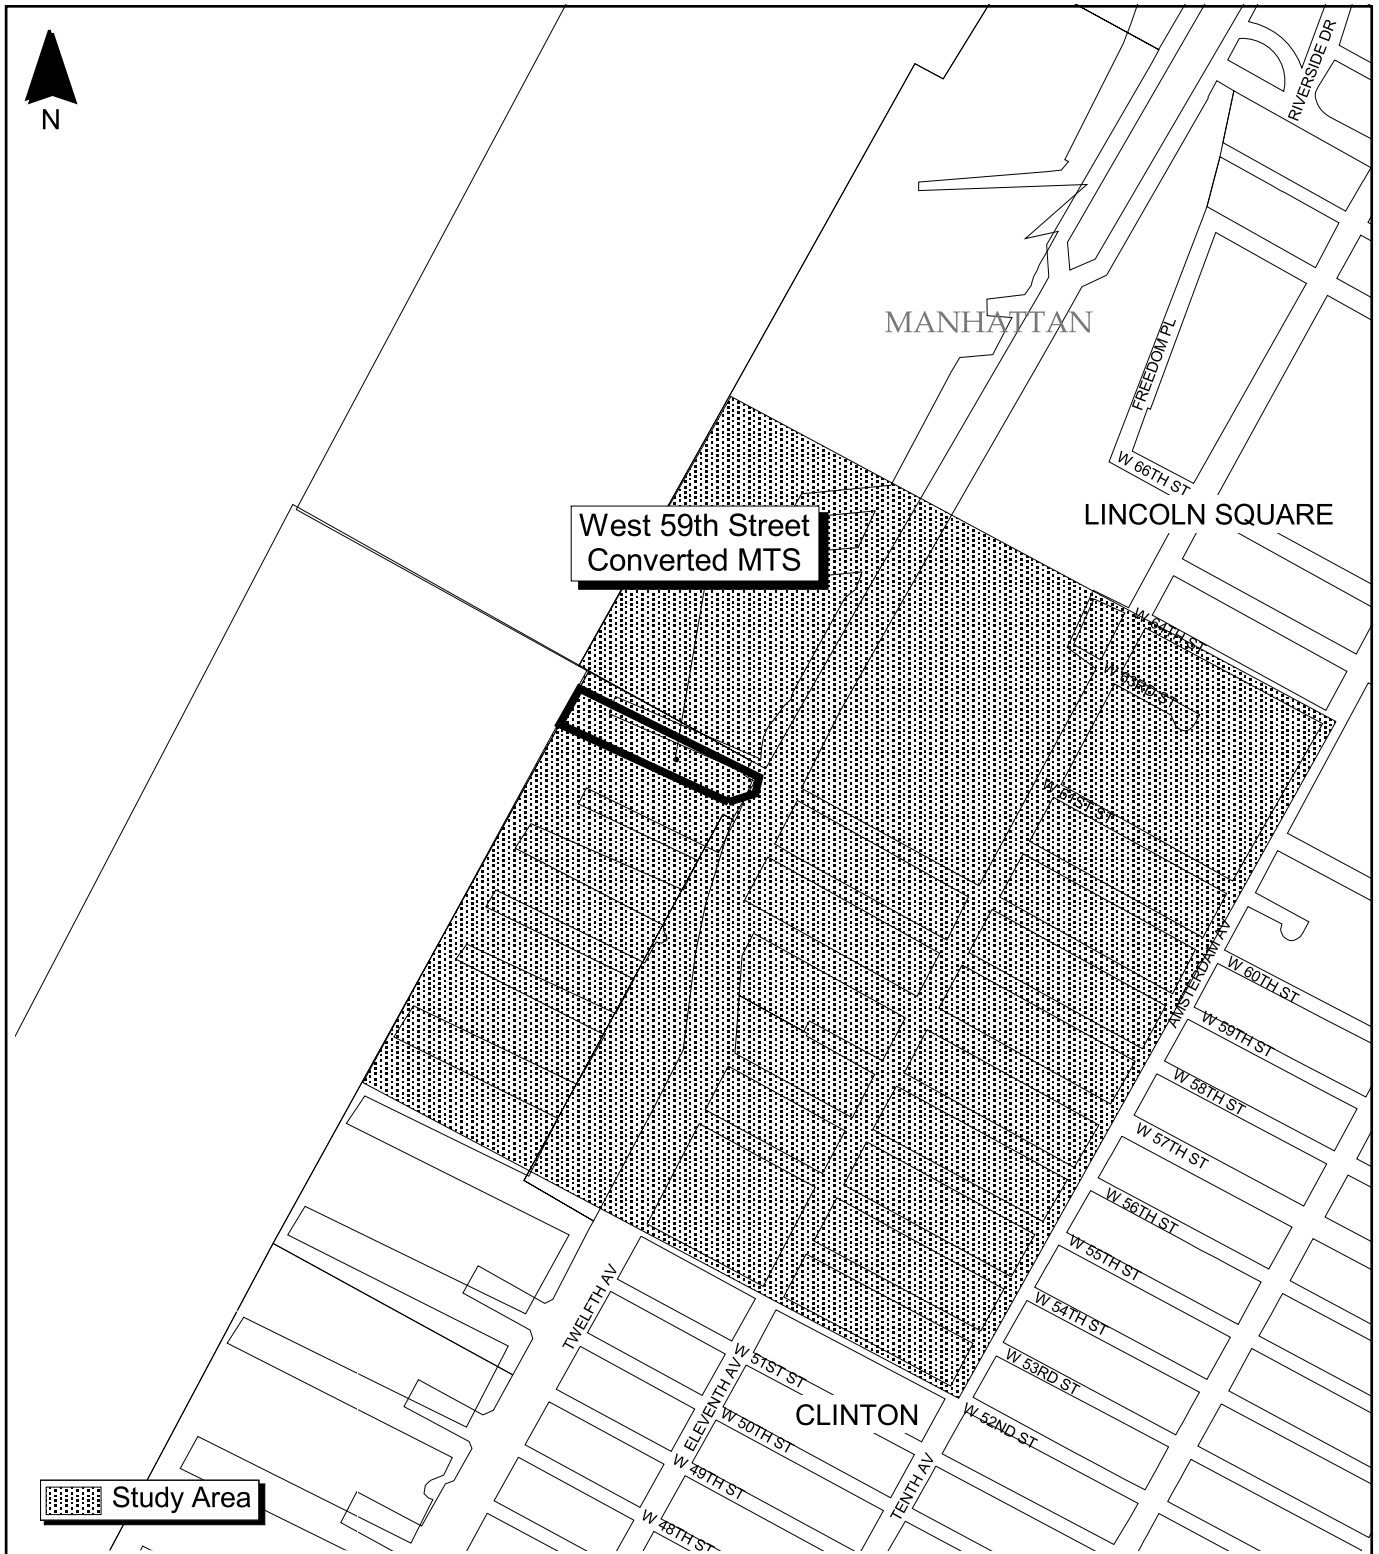 N
RIVERSIDE DR
MANHATTAN
FREEDOM PL
W 66TH ST
LINCOLN SQUARE
West 59th Street
Converted MTS
W 64TH ST
W 63RD ST
W 61ST ST
AMSTERDAM AV
W 60TH ST
W 59TH ST
W 58TH ST
W 57TH ST
W 56TH ST
W 55TH ST
W 54TH ST
W 53RD ST
W 52ND ST
TWELFTH AV
W 51ST ST
ELEVENTH AV
CLINTON
W 50TH ST
W 49TH ST
TENTH AV
W 48TH ST
Study Area